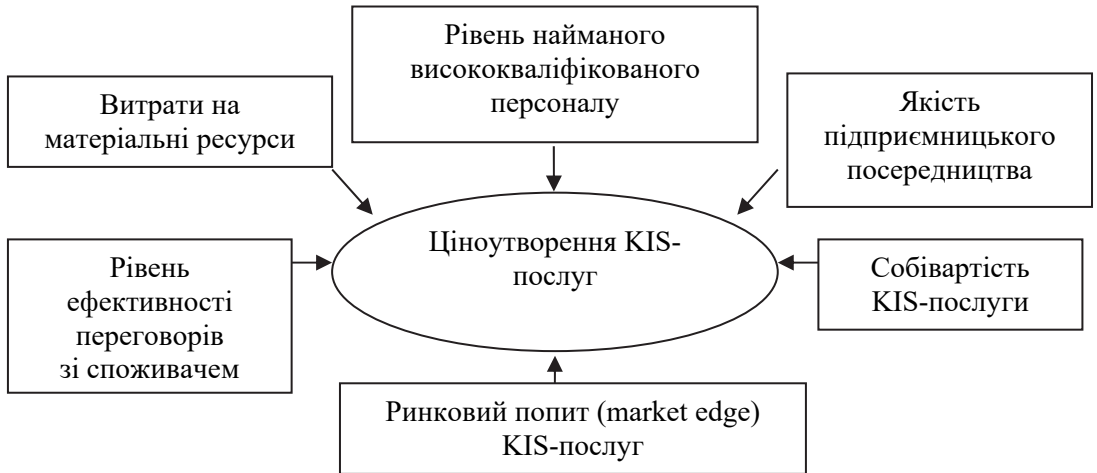 Рівень найманого
висококваліфікованого
персоналу
Витрати на
матеріальні ресурси
Якість
підприємницького
посередництва
Ціноутворення KIS-
послуг
Рівень
ефективності
переговорів
зі споживачем
Собівартість
KIS-послуги
Ринковий попит (market edge)
KIS-послуг